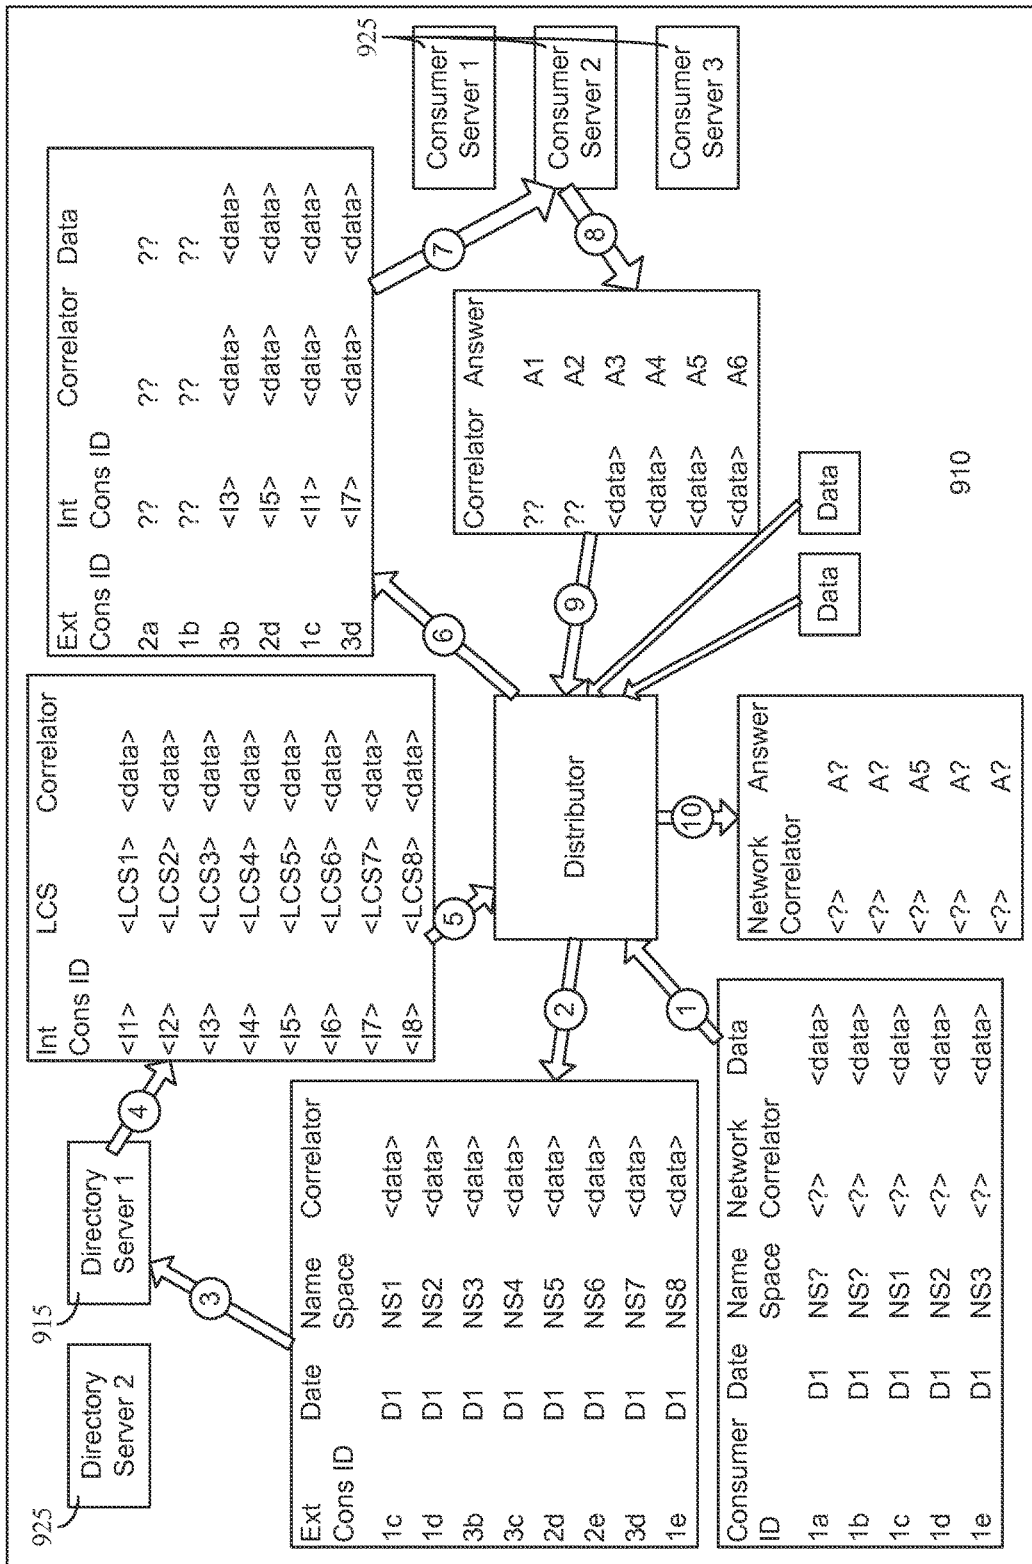 925
Directory
Server 2
915
Directory
Server 1
3
4
Int
Cons ID LCS Correlator
<I1> <LCS1> <data>
<I2> <LCS2> <data>
<I3> <LCS3> <data>
<I4> <LCS4> <data>
<I5> <LCS5> <data>
<I6> <LCS6> <data>
<I7> <LCS7> <data>
<I8> <LCS8> <data>
Ext Int Correlator Data
Cons ID Cons ID
2a ?? ?? ??
1b ?? ?? ??
3b <I3> <data> <data>
2d <I5> <data> <data>
1c <I1> <data> <data>
3d <I7> <data> <data>
925
Consumer
Server 1
Consumer
Server 2
Consumer
Server 3
5
6
7
8
Ext Date Name Correlator
Cons ID Space
1c D1 NS1 <data>
1d D1 NS2 <data>
3b D1 NS3 <data>
3c D1 NS4 <data>
2d D1 NS5 <data>
2e D1 NS6 <data>
3d D1 NS7 <data>
1e D1 NS8 <data>
2
Distributor
9
Correlator Answer
?? A1
?? A2
<data> A3
<data> A4
<data> A5
<data> A6
1
10
Data
Data
Consumer Date Name Network Data
ID Space Correlator
1a D1 NS? <?> <data>
1b D1 NS? <?> <data>
1c D1 NS1 <?> <data>
1d D1 NS2 <?> <data>
1e D1 NS3 <?> <data>
Network Answer
Correlator
<?> A?
<?> A?
<?> A5
<?> A?
<?> A?
910